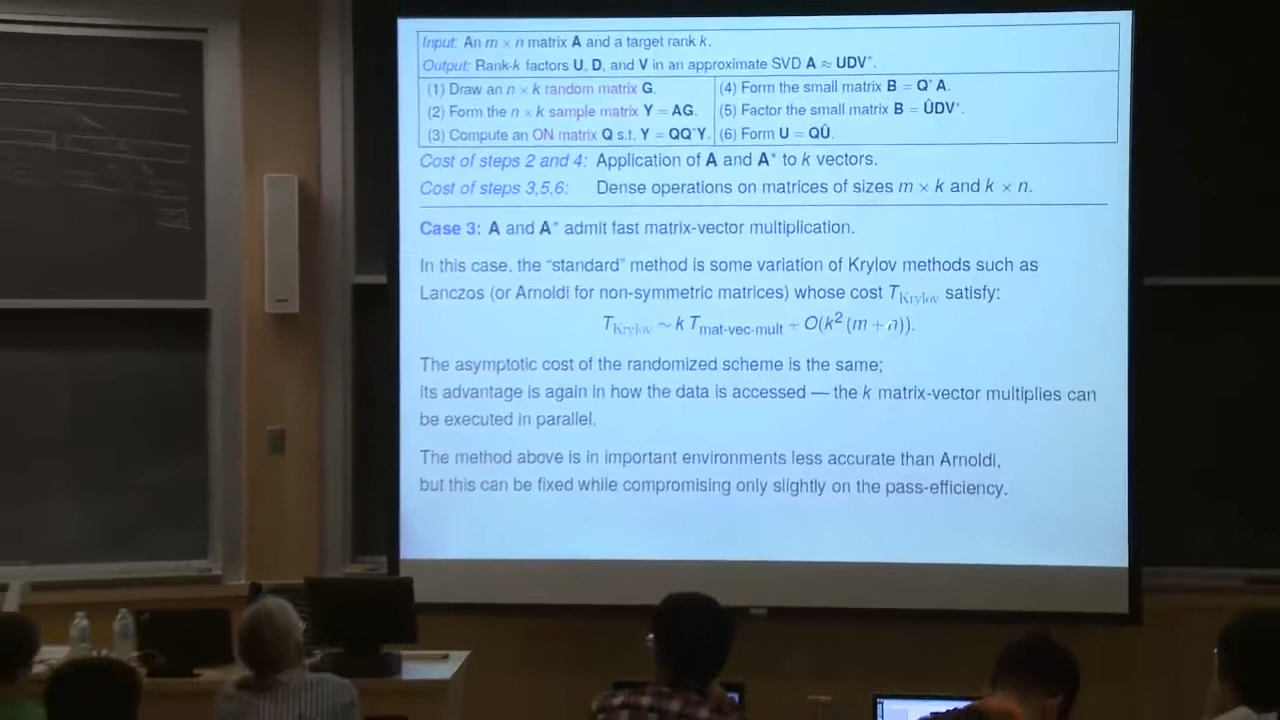 Input: An m × n matrix A and a target rank k.
Output: Rank-k factors U, D, and V in an approximate SVD A ≈ UDV*.
(1) Draw an n × k random matrix G.
(2) Form the n × k sample matrix Y = AG.
(3) Compute an ON matrix Q s.t. Y = QQ*Y.
(4) Form the small matrix B = Q*A.
(5) Factor the small matrix B = ÛDV*.
(6) Form U = QÛ.
Cost of steps 2 and 4: Application of A and A* to k vectors.
Cost of steps 3,5,6: Dense operations on matrices of sizes m × k and k × n.
Case 3: A and A* admit fast matrix-vector multiplication.
In this case, the "standard" method is some variation of Krylov methods such as
Lanczos (or Arnoldi for non-symmetric matrices) whose cost T_Krylov satisfy:
T_Krylov ~ k T_mat-vec-mult + O(k² (m + n)).
The asymptotic cost of the randomized scheme is the same;
its advantage is again in how the data is accessed — the k matrix-vector multiplies can
be executed in parallel.
The method above is in important environments less accurate than Arnoldi,
but this can be fixed while compromising only slightly on the pass-efficiency.